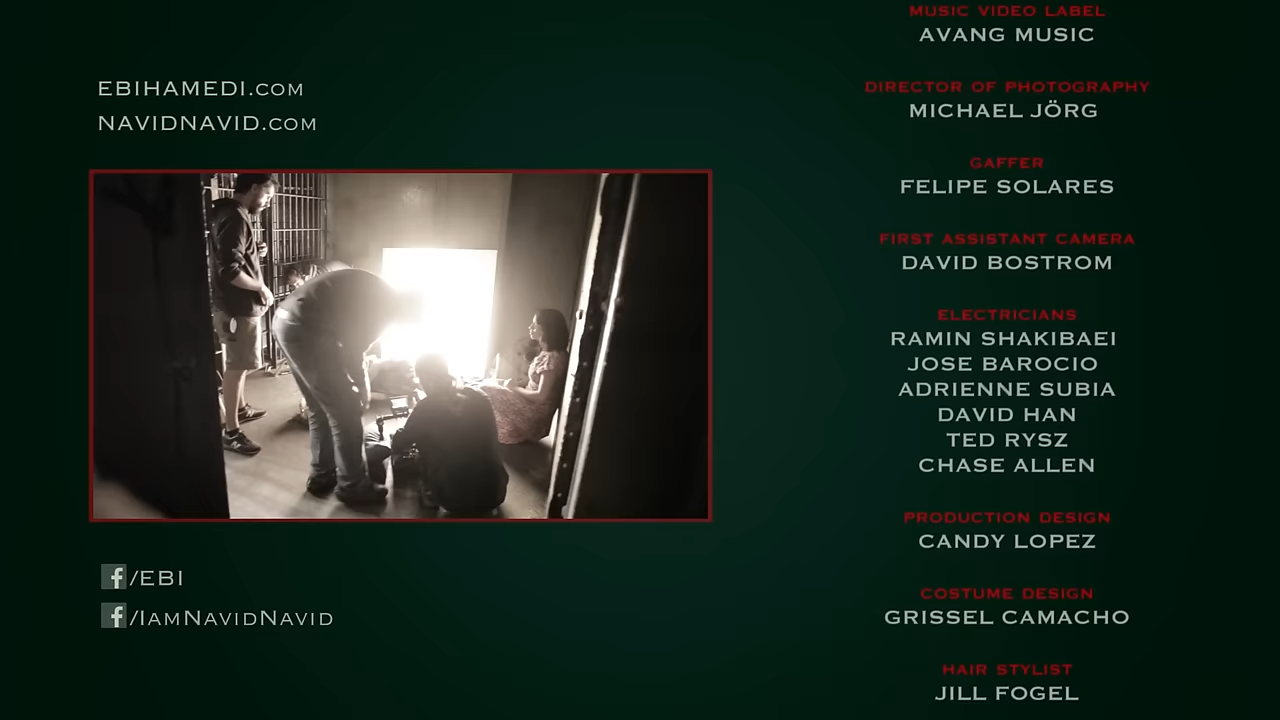 EBIHAMEDI.COM
NAVIDNAVID.COM
/EBI
/IAMNAVIDNAVID
MUSIC VIDEO LABEL
AVANG MUSIC
DIRECTOR OF PHOTOGRAPHY
MICHAEL JÖRG
GAFFER
FELIPE SOLARES
FIRST ASSISTANT CAMERA
DAVID BOSTROM
ELECTRICIANS
RAMIN SHAKIBAEI
JOSE BAROCIO
ADRIENNE SUBIA
DAVID HAN
TED RYSZ
CHASE ALLEN
PRODUCTION DESIGN
CANDY LOPEZ
COSTUME DESIGN
GRISSEL CAMACHO
HAIR STYLIST
JILL FOGEL